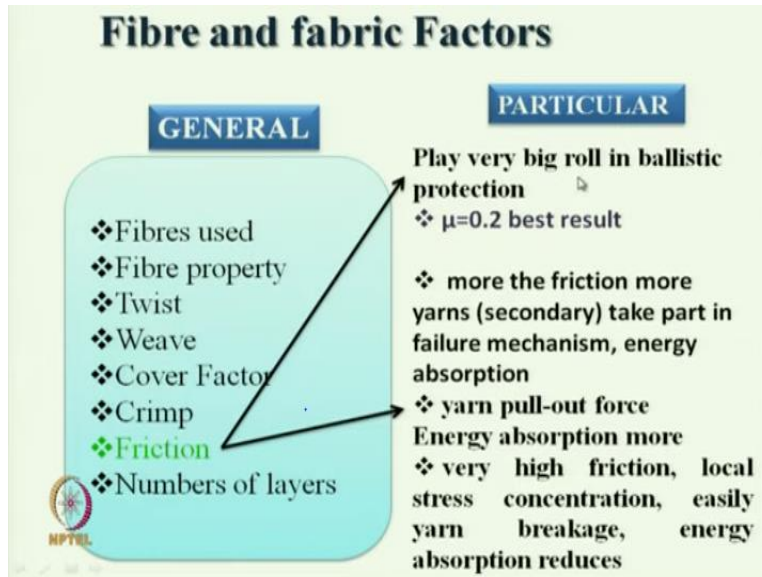 Fibre and fabric Factors
GENERAL
❖Fibres used
❖Fibre property
❖Twist
❖Weave
❖Cover Factor
❖Crimp
❖Friction
❖Numbers of layers
NPTEL
PARTICULAR
Play very big roll in ballistic
protection
❖ µ=0.2 best result
❖ more the friction more
yarns (secondary) take part in
failure mechanism, energy
absorption
❖ yarn pull-out force
Energy absorption more
❖ very high friction, local
stress concentration, easily
yarn breakage, energy
absorption reduces